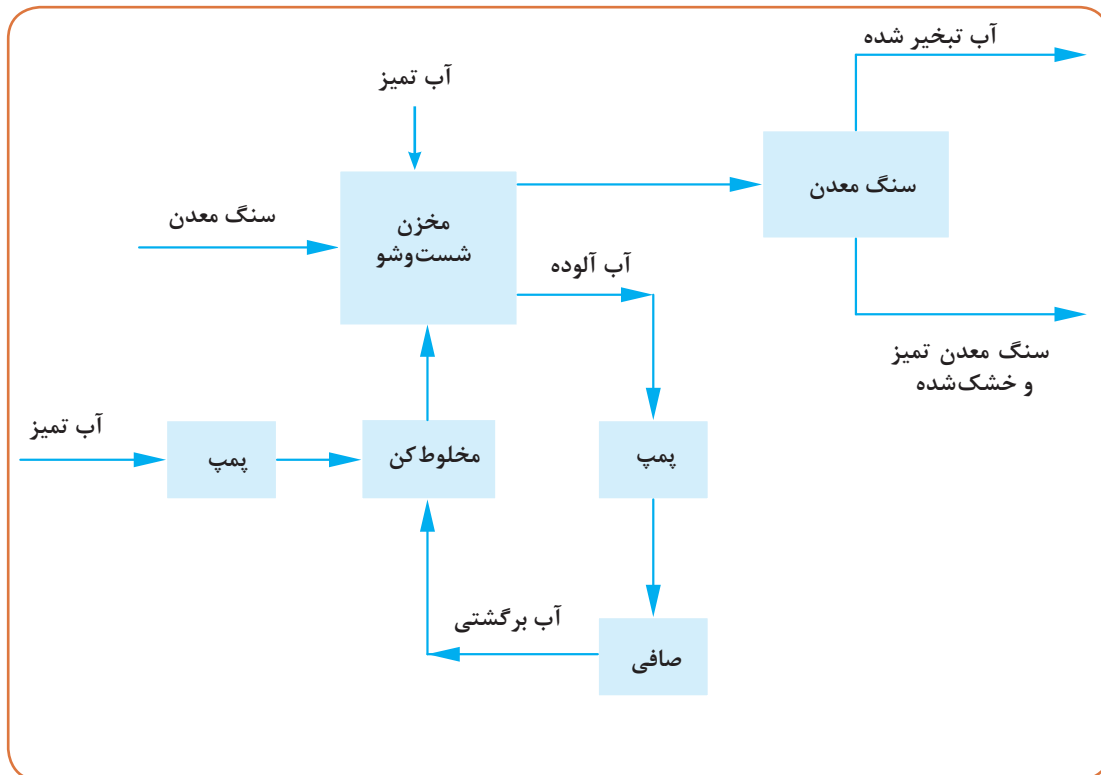 آب تبخیر شده
آب تمیز
سنگ معدن
مخزن
شست‌وشو
سنگ معدن
آب آلوده
سنگ معدن تمیز
و خشک‌شده
آب تمیز
پمپ
مخلوط کن
پمپ
آب برگشتی
صافی